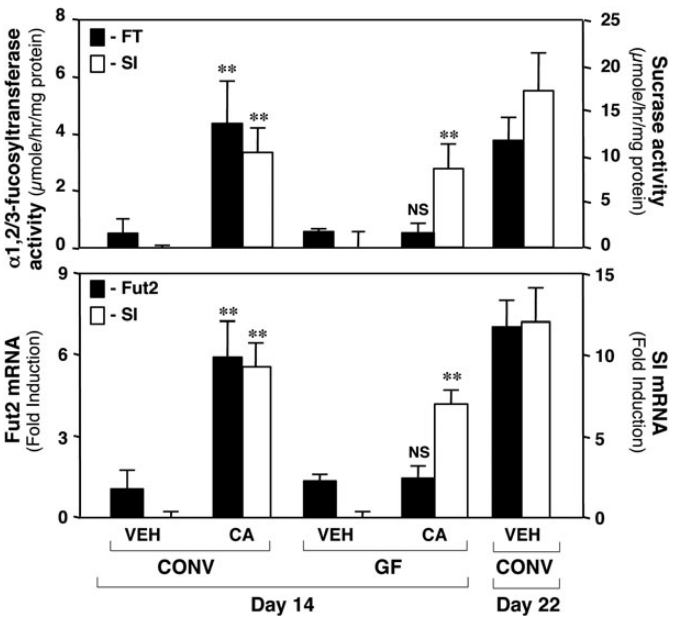 8
6
4
2
0
α1,2/3-fucosyltransferase
activity (µmole/hr/mg protein)
- FT
- SI
**
**
NS
**
25
20
15
10
5
0
Sucrase activity
(µmole/hr/mg protein)
9
6
3
0
Fut2 mRNA
(Fold Induction)
- Fut2
- SI
**
**
NS
**
15
10
5
0
SI mRNA
(Fold Induction)
VEH CA VEH CA VEH
CONV GF CONV
Day 14 Day 22